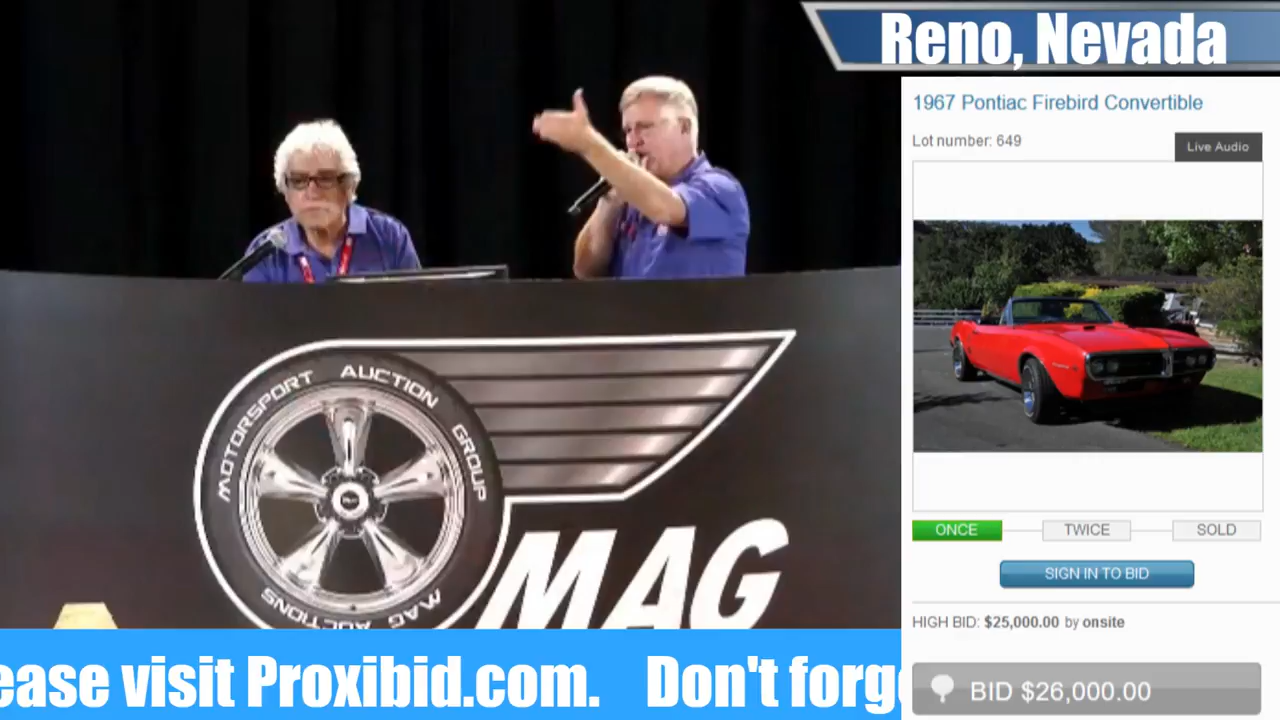 Reno, Nevada
1967 Pontiac Firebird Convertible
Lot number: 649
Live Audio
MOTORSPORT AUCTION GROUP
MAG AUCTIONS
MAG
ONCE
TWICE
SOLD
SIGN IN TO BID
HIGH BID: $25,000.00 by onsite
BID $26,000.00
ease visit Proxibid.com. Don't forge